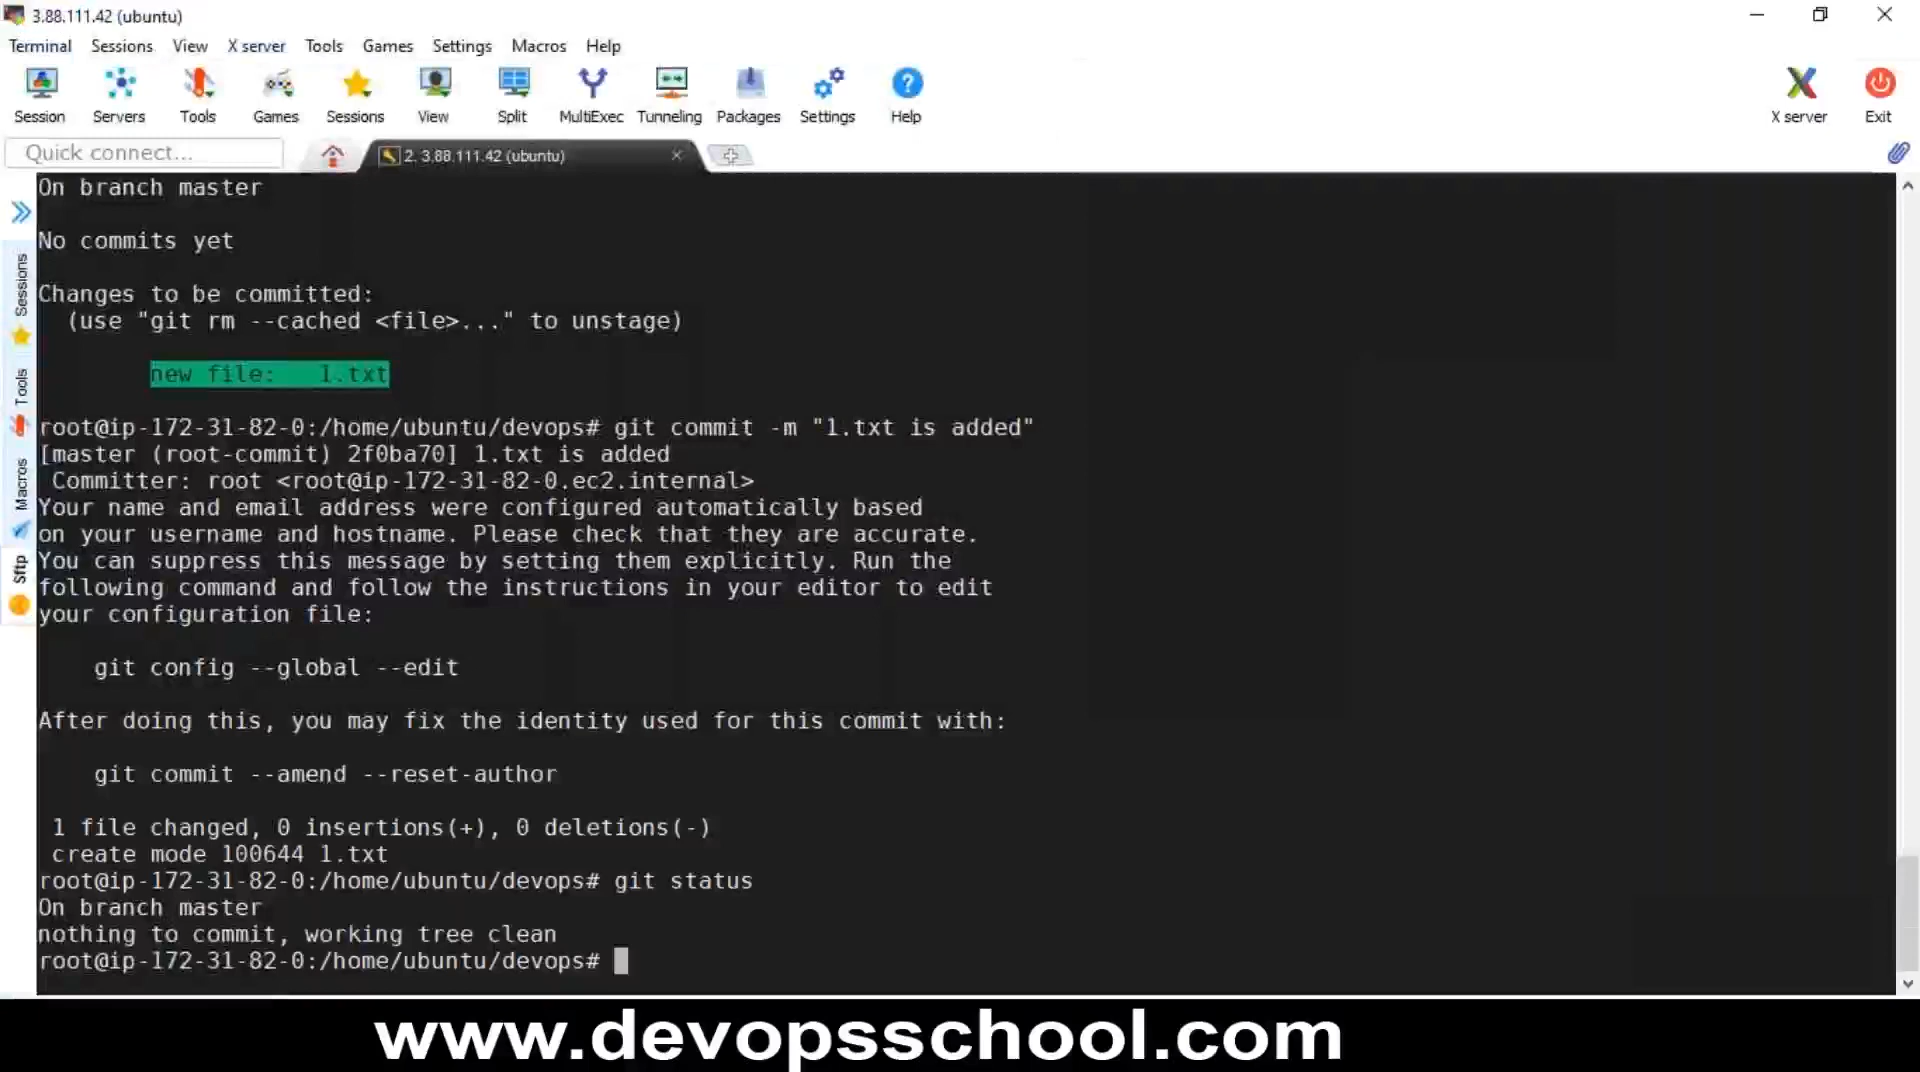 3.88.111.42 (ubuntu)
Terminal Sessions View X server Tools Games Settings Macros Help
Session Servers Tools Games Sessions View Split MultiExec Tunneling Packages Settings Help X server Exit
Quick connect... 2. 3.88.111.42 (ubuntu)
Sessions
Tools
Macros
Sftp
On branch master
No commits yet
Changes to be committed:
(use "git rm --cached <file>..." to unstage)
new file: 1.txt
root@ip-172-31-82-0:/home/ubuntu/devops# git commit -m "1.txt is added"
[master (root-commit) 2f0ba70] 1.txt is added
Committer: root <root@ip-172-31-82-0.ec2.internal>
Your name and email address were configured automatically based
on your username and hostname. Please check that they are accurate.
You can suppress this message by setting them explicitly. Run the
following command and follow the instructions in your editor to edit
your configuration file:
git config --global --edit
After doing this, you may fix the identity used for this commit with:
git commit --amend --reset-author
1 file changed, 0 insertions(+), 0 deletions(-)
create mode 100644 1.txt
root@ip-172-31-82-0:/home/ubuntu/devops# git status
On branch master
nothing to commit, working tree clean
root@ip-172-31-82-0:/home/ubuntu/devops#
www.devopsschool.com